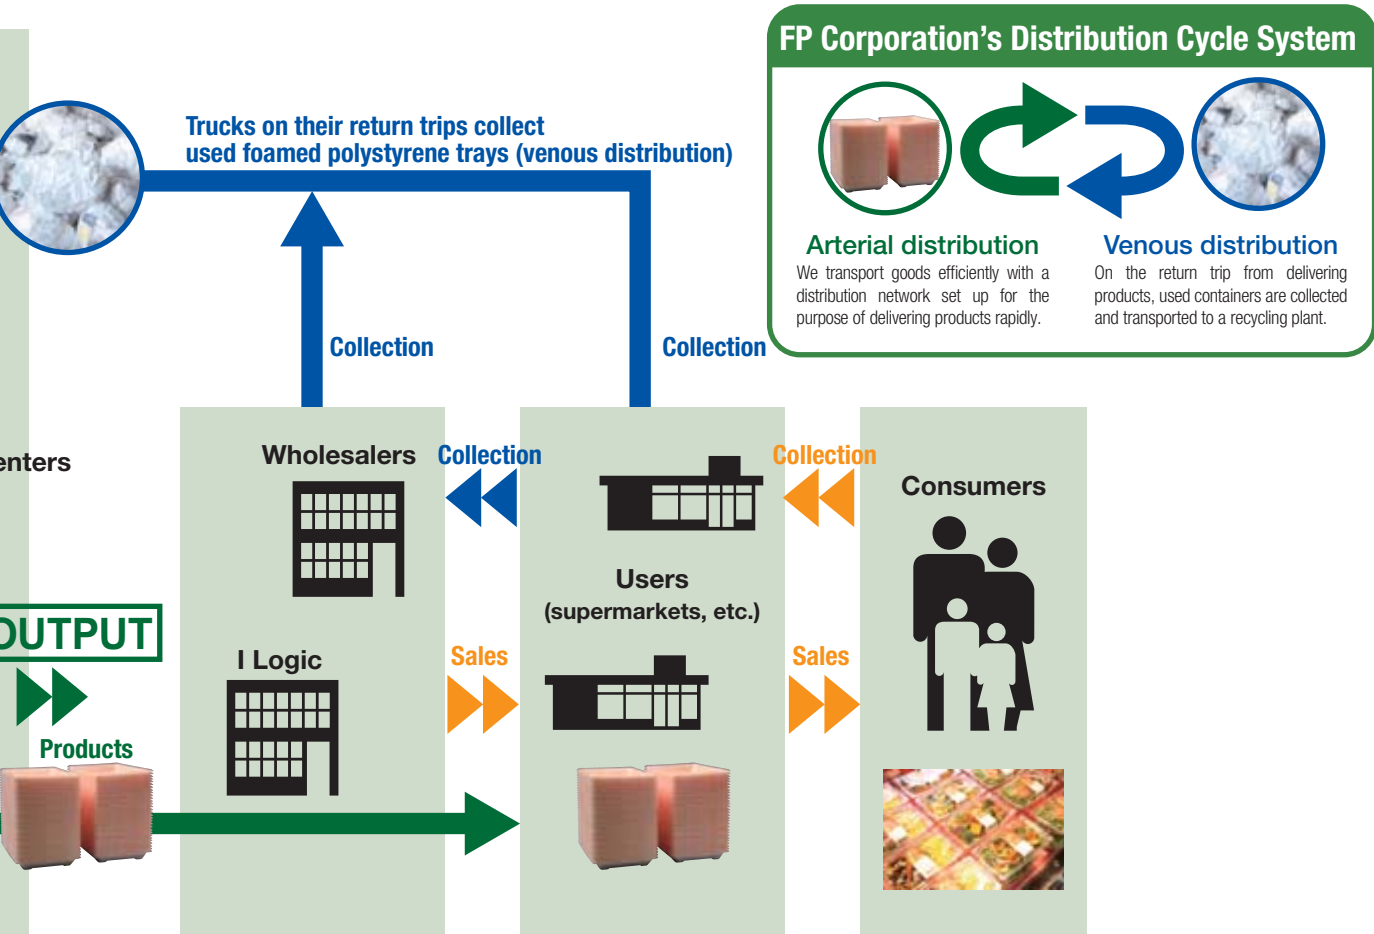 FP Corporation's Distribution Cycle System
Trucks on their return trips collect
used foamed polystyrene trays (venous distribution)
Arterial distribution
We transport goods efficiently with a
distribution network set up for the
purpose of delivering products rapidly.
Venous distribution
On the return trip from delivering
products, used containers are collected
and transported to a recycling plant.
Collection
Collection
enters
Wholesalers
Collection
Collection
Consumers
Users
(supermarkets, etc.)
OUTPUT
I Logic
Sales
Sales
Products